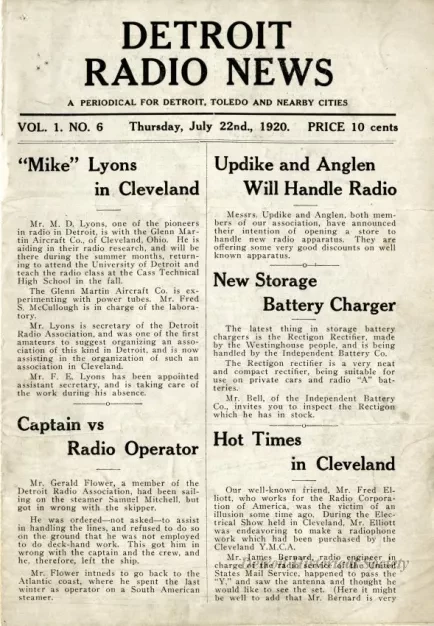 DETROIT
RADIO NEWS
A PERIODICAL FOR DETROIT, TOLEDO AND NEARBY CITIES
VOL. 1. NO. 6 Thursday, July 22nd., 1920. PRICE 10 cents
"Mike" Lyons
in Cleveland
Mr. M. D. Lyons, one of the pioneers
in radio in Detroit, is with the Glenn Mar-
tin Aircraft Co., of Cleveland, Ohio. He is
aiding in their radio research, and will be
there during the summer months, return-
ing to attend the University of Detroit and
teach the radio class at the Cass Technical
High School in the fall.
The Glenn Martin Aircraft Co. is ex-
perimenting with power tubes. Mr. Fred
S. McCullough is in charge of the labora-
tory.
Mr. Lyons is secretary of the Detroit
Radio Association, and was one of the first
amateurs to suggest organizing an asso-
ciation of this kind in Detroit, and is now
assisting in the organization of such an
association in Cleveland.
Mr. F. E. Lyons has been appointed
assistant secretary, and is taking care of
the work during his absence.
Captain vs
Radio Operator
Mr. Gerald Flower, a member of the
Detroit Radio Association, had been sail-
ing on the steamer Samuel Mitchell, but
got in wrong with the skipper.
He was ordered—not asked—to assist
in handling the lines, and refused to do so
on the ground that he was not employed
to do deck-hand work. This got him in
wrong with the captain and the crew, and
he, therefore, left the ship.
Mr. Flower intneds to go back to the
Atlantic coast, where he spent the last
winter as operator on a South American
steamer.
Updike and Anglen
Will Handle Radio
Messrs. Updike and Anglen, both mem-
bers of our association, have announced
their intention of opening a store to
handle new radio apparatus. They are
offering some very good discounts on well
known apparatus.
New Storage
Battery Charger
The latest thing in storage battery
chargers is the Rectigon Rectifier, made
by the Westinghouse people, and is being
handled by the Independent Battery Co.
The Rectigon rectifier is a very neat
and compact rectifier, being suitable for
use on private cars and radio "A" bat-
teries.
Mr. Bell, of the Independent Battery
Co., invites you to inspect the Rectigon
which he has in stock.
Hot Times
in Cleveland
Our well-known friend, Mr. Fred El-
liott, who works for the Radio Corpora-
tion of America, was the victim of an
illusion some time ago. During the Elec-
trical Show held in Cleveland, Mr. Elliott
was endeavoring to make a radiophone
work which had been purchased by the
Cleveland Y.M.C.A.
Mr. James Bernard, radio engineer in
charge of the radio service of the United
States Mail Service, happened to pass the
"Y," and saw the antenna and thought he
would like to see the set. (Here it might
be well to add that Mr. Bernard is very